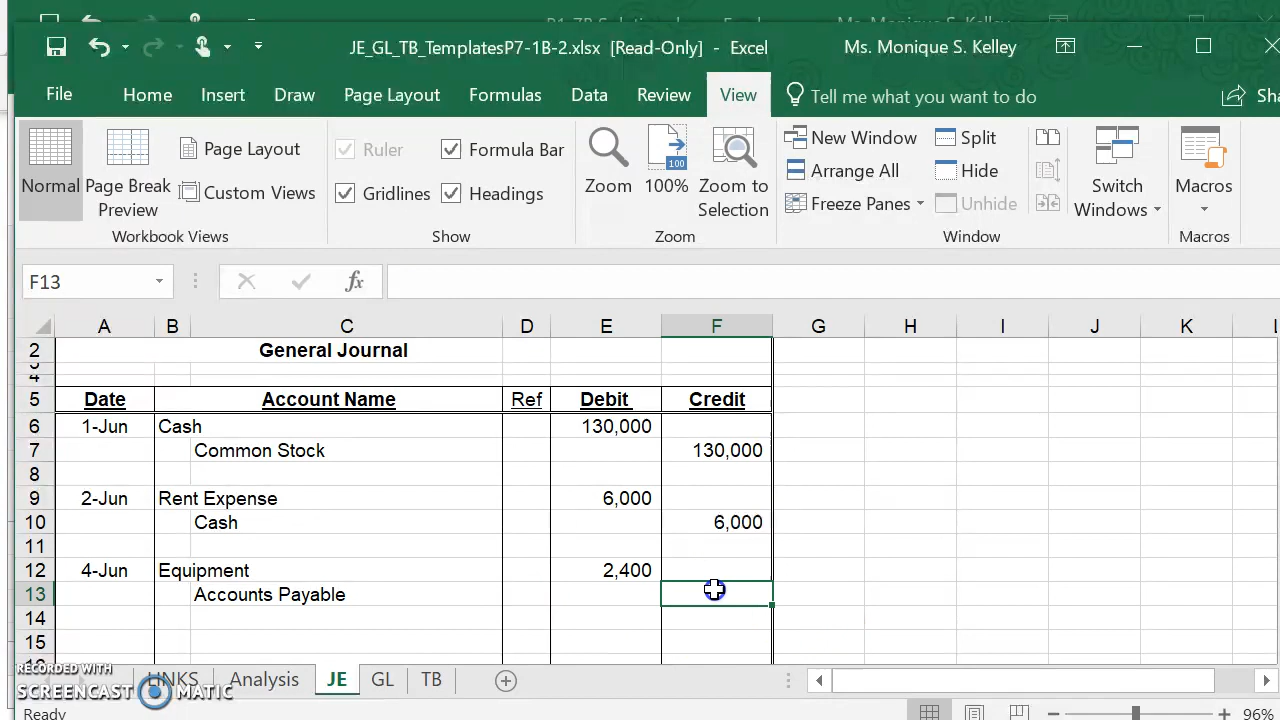 JE_GL_TB_TemplatesP7-1B-2.xlsx [Read-Only] - Excel
Ms. Monique S. Kelley
File Home Insert Draw Page Layout Formulas Data Review View Tell me what you want to do Sha
Normal
Page Break Preview
Page Layout
Custom Views
Workbook Views
Ruler
Formula Bar
Gridlines
Headings
Show
Zoom
100
100%
Zoom to Selection
Zoom
New Window
Arrange All
Freeze Panes
Split
Hide
Unhide
Switch Windows
Window
Macros
Macros
F13
fx
A B C D E F G H I J K
2 General Journal
3
4
5 Date Account Name Ref Debit Credit
6 1-Jun Cash 130,000
7 Common Stock 130,000
8
9 2-Jun Rent Expense 6,000
10 Cash 6,000
11
12 4-Jun Equipment 2,400
13 Accounts Payable
14
15
LINKS Analysis JE GL TB
RECORDED WITH
SCREENCAST MATIC
Ready
96%